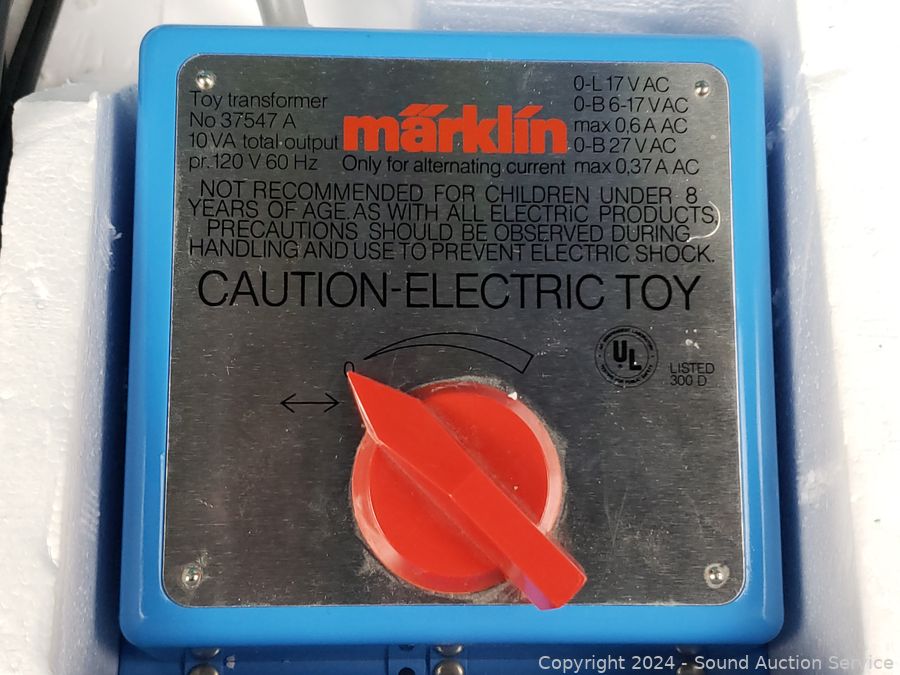 Toy transformer
No 37547 A
10 VA total output
pr. 120 V 60 Hz
märklín
Only for alternating current
0-L 17 V AC
0-B 6-17 V AC
max 0,6 A AC
0-B 27 V AC
max 0,37 A AC
NOT RECOMMENDED FOR CHILDREN UNDER 8
YEARS OF AGE. AS WITH ALL ELECTRIC PRODUCTS,
PRECAUTIONS SHOULD BE OBSERVED DURING
HANDLING AND USE TO PREVENT ELECTRIC SHOCK.
CAUTION-ELECTRIC TOY
0
UL
LISTED
300 D
Copyright 2024 - Sound Auction Service